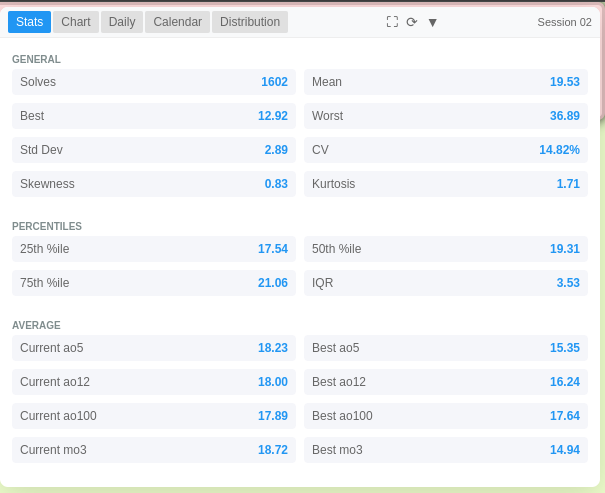 Stats Chart Daily Calendar Distribution ⛶ ⟳ ▼ Session 02
GENERAL
Solves 1602 Mean 19.53
Best 12.92 Worst 36.89
Std Dev 2.89 CV 14.82%
Skewness 0.83 Kurtosis 1.71
PERCENTILES
25th %ile 17.54 50th %ile 19.31
75th %ile 21.06 IQR 3.53
AVERAGE
Current ao5 18.23 Best ao5 15.35
Current ao12 18.00 Best ao12 16.24
Current ao100 17.89 Best ao100 17.64
Current mo3 18.72 Best mo3 14.94